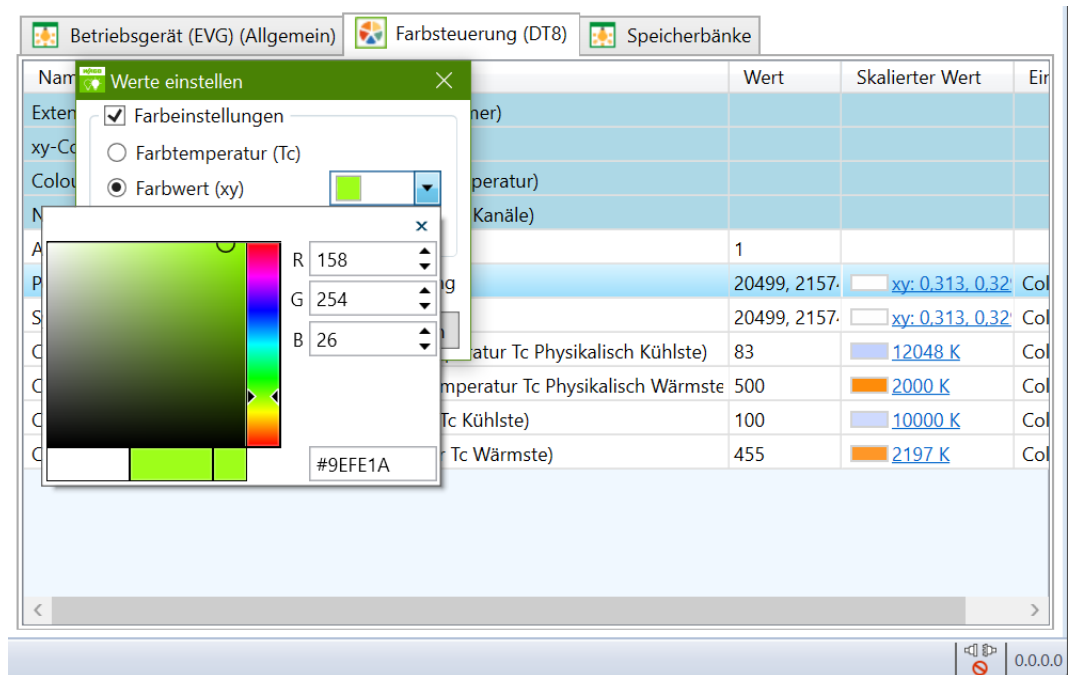 Betriebsgerät (EVG) (Allgemein) Farbsteuerung (DT8) Speicherbänke
Nam Werte einstellen Wert Skalierter Wert Ein
Exten Farbeinstellungen ner)
xy-Co Farbtemperatur (Tc)
Colou Farbwert (xy) peratur)
N Kanäle)
A R 158 1
P G 254 ng 20499, 2157 xy: 0,313, 0,329 Col
S B 26 n 20499, 2157 xy: 0,313, 0,32 Col
C ratur Tc Physikalisch Kühlste) 83 12048 K Col
C mperatur Tc Physikalisch Wärmste 500 2000 K Col
C Tc Kühlste) 100 10000 K Col
C #9EFE1A r Tc Wärmste) 455 2197 K Col
0.0.0.0